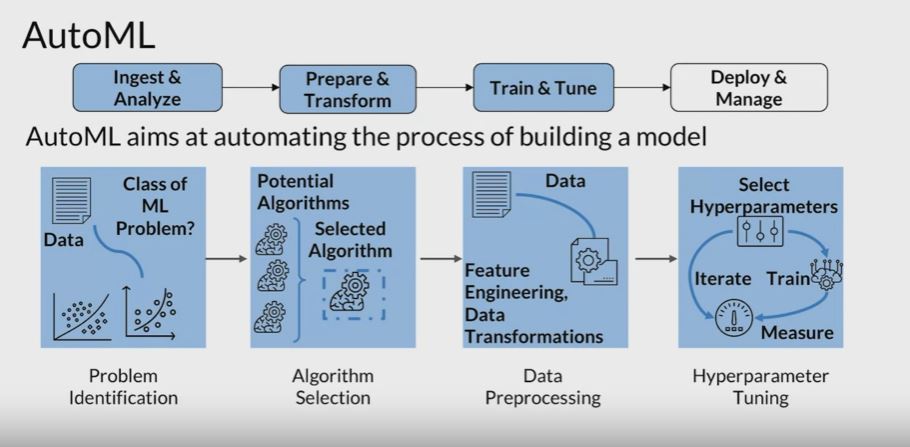 AutoML
Ingest &
Analyze
Prepare &
Transform
Train & Tune
Deploy &
Manage
AutoML aims at automating the process of building a model
Data
Class of
ML
Problem?
Problem
Identification
Potential
Algorithms
Selected
Algorithm
Algorithm
Selection
Data
Feature
Engineering,
Data
Transformations
Data
Preprocessing
Select
Hyperparameters
Iterate
Train
Measure
Hyperparameter
Tuning